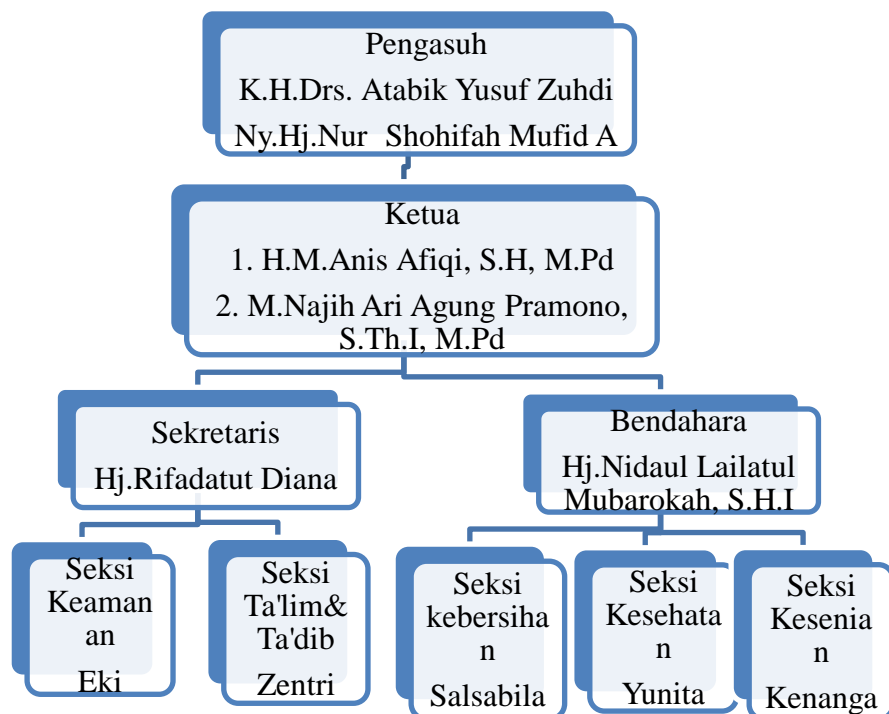 Pengasuh
K.H.Drs. Atabik Yusuf Zuhdi
Ny.Hj.Nur Shohifah Mufid A
Ketua
1. H.M.Anis Afiqi, S.H, M.Pd
2. M.Najih Ari Agung Pramono,
S.Th.I, M.Pd
Sekretaris
Hj.Rifadatut Diana
Bendahara
Hj.Nidaul Lailatul
Mubarokah, S.H.I
Seksi
Keaman
an
Eki
Seksi
Ta'lim&
Ta'dib
Zentri
Seksi
kebersiha
n
Salsabila
Seksi
Kesehata
n
Yunita
Seksi
Kesenia
n
Kenanga